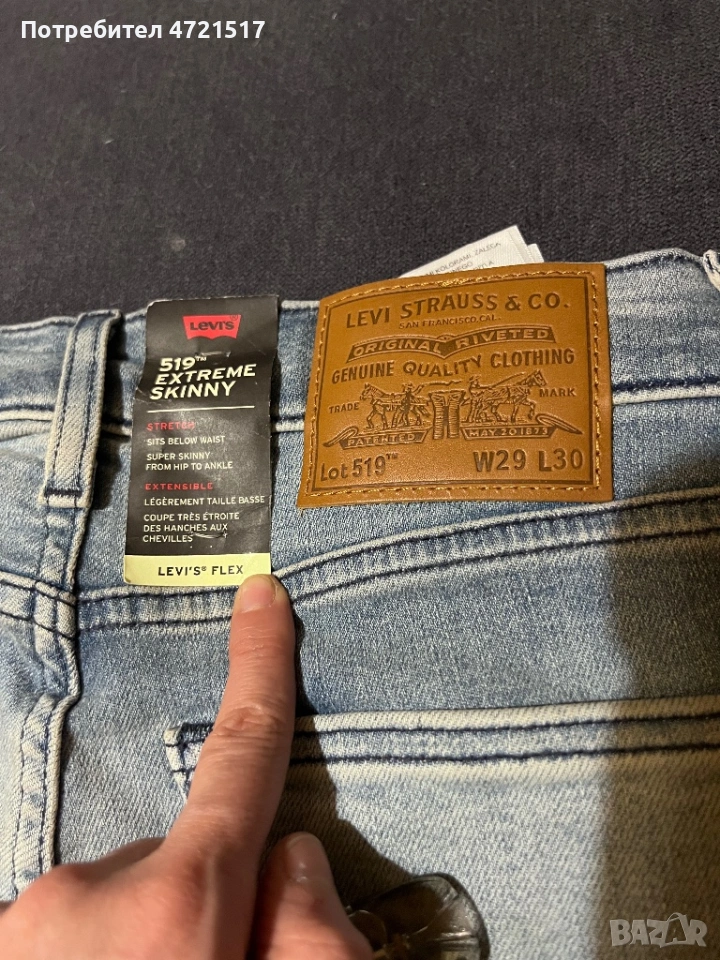 Потребител 4721517
KOLORAMI
LEVI'S
519™
EXTREME
SKINNY
STRETCH
SITS BELOW WAIST
SUPER SKINNY
FROM HIP TO ANKLE
EXTENSIBLE
LÉGÈREMENT TAILLE BASSE
COUPE TRÈS ÉTROITE
DES HANCHES AUX
CHEVILLES
LEVI'S® FLEX
LEVI STRAUSS & CO.
SAN FRANCISCO, CAL.
ORIGINAL RIVETED
GENUINE QUALITY CLOTHING
TRADE MARK
PATENTED MAY 20 1873
Lot 519™ W29 L30
BAZAR